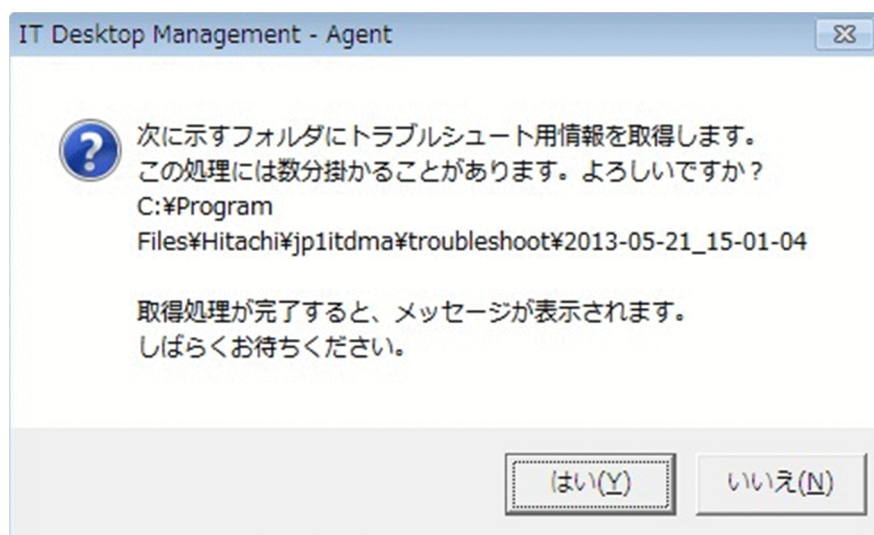 IT Desktop Management - Agent
次に示すフォルダにトラブルシュート用情報を取得します。
この処理には数分掛かることがあります。よろしいですか？
C:¥Program
Files¥Hitachi¥jp1itdma¥troubleshoot¥2013-05-21_15-01-04
取得処理が完了すると、メッセージが表示されます。
しばらくお待ちください。
はい(Y)
いいえ(N)